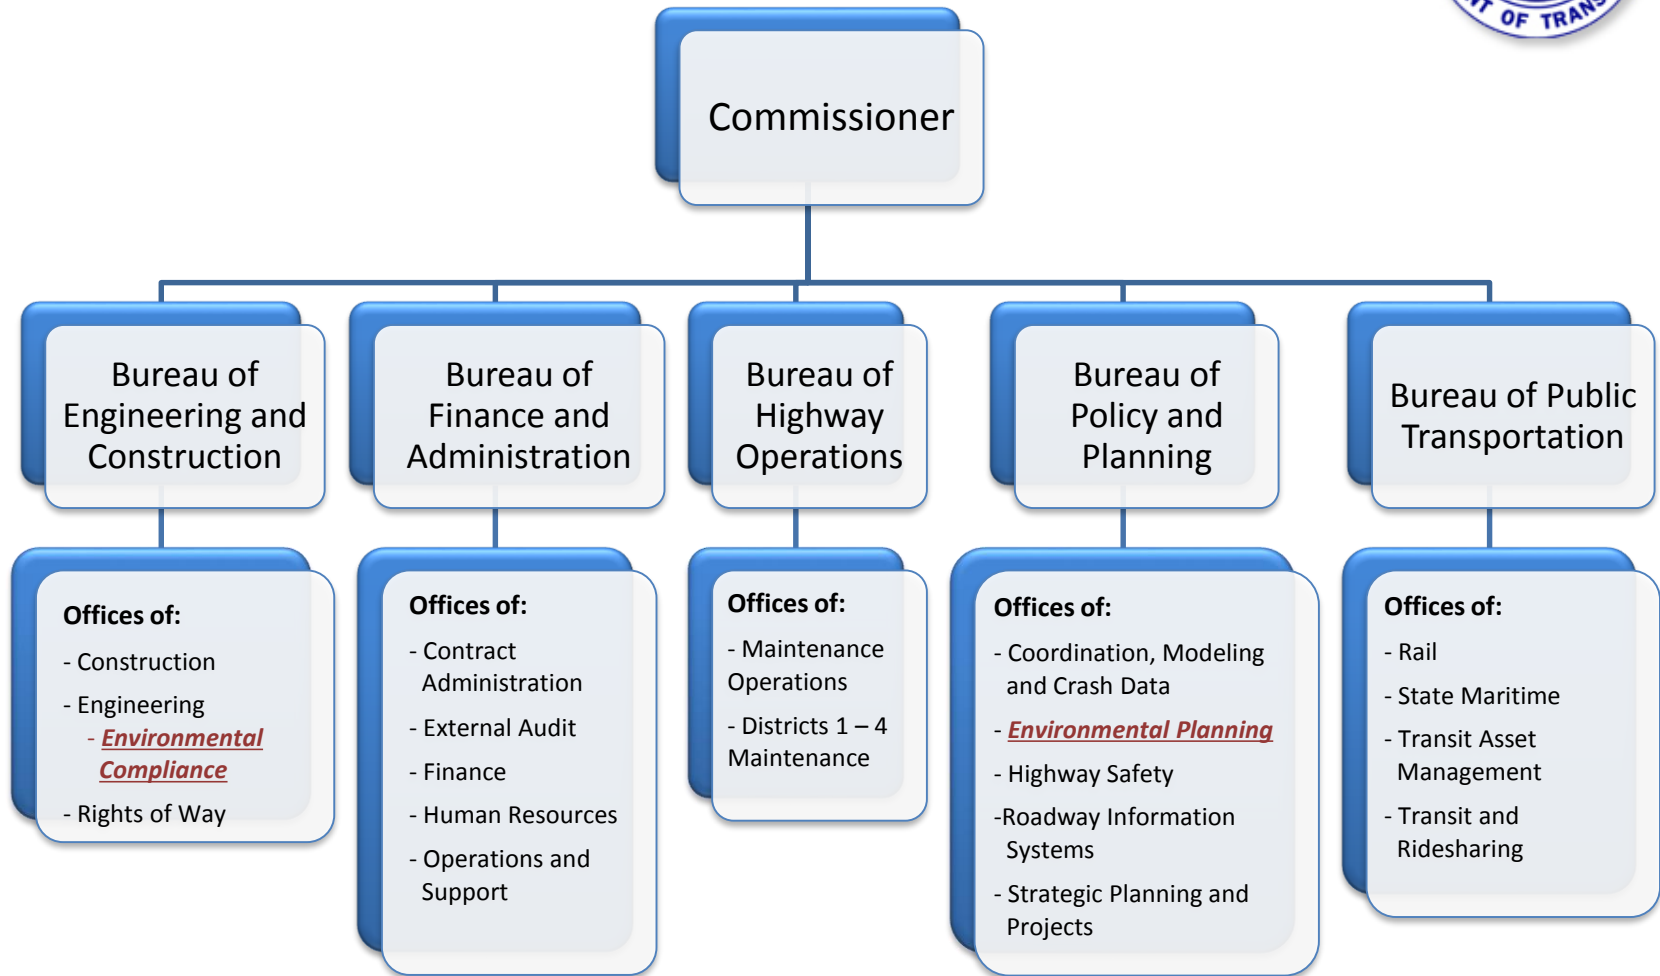 OF TRANS
Commissioner
Bureau of
Engineering and
Construction
Bureau of
Finance and
Administration
Bureau of
Highway
Operations
Bureau of
Policy and
Planning
Bureau of Public
Transportation
Offices of:
- Construction
- Engineering
- Environmental
Compliance
- Rights of Way
Offices of:
- Contract
Administration
- External Audit
- Finance
- Human Resources
- Operations and
Support
Offices of:
- Maintenance
Operations
- Districts 1 – 4
Maintenance
Offices of:
- Coordination, Modeling
and Crash Data
- Environmental Planning
- Highway Safety
-Roadway Information
Systems
- Strategic Planning and
Projects
Offices of:
- Rail
- State Maritime
- Transit Asset
Management
- Transit and
Ridesharing